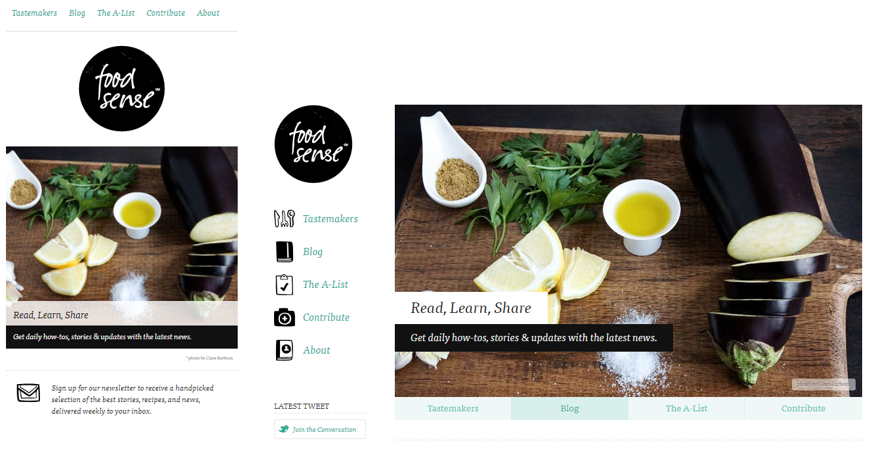 Tastemakers Blog The A-List Contribute About
food
sense™
Read, Learn, Share
Get daily how-tos, stories & updates with the latest news.
* photo by Claire Barboza
Sign up for our newsletter to receive a handpicked
selection of the best stories, recipes, and news,
delivered weekly to your inbox.
food
sense™
Tastemakers
Blog
The A-List
Contribute
About
LATEST TWEET
Join the Conversation
Read, Learn, Share
Get daily how-tos, stories & updates with the latest news.
* photo by Claire Barboza
Tastemakers Blog The A-List Contribute